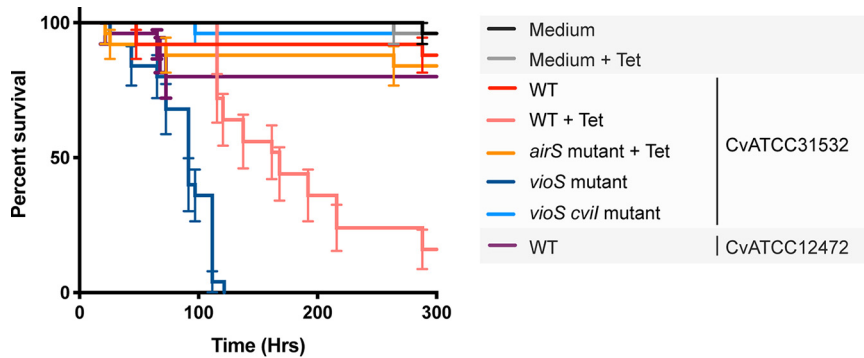 Percent survival
100
50
0
0
100
200
300
Time (Hrs)
Medium
Medium + Tet
WT
WT + Tet
airS mutant + Tet
vioS mutant
vioS cviI mutant
CvATCC31532
WT
CvATCC12472